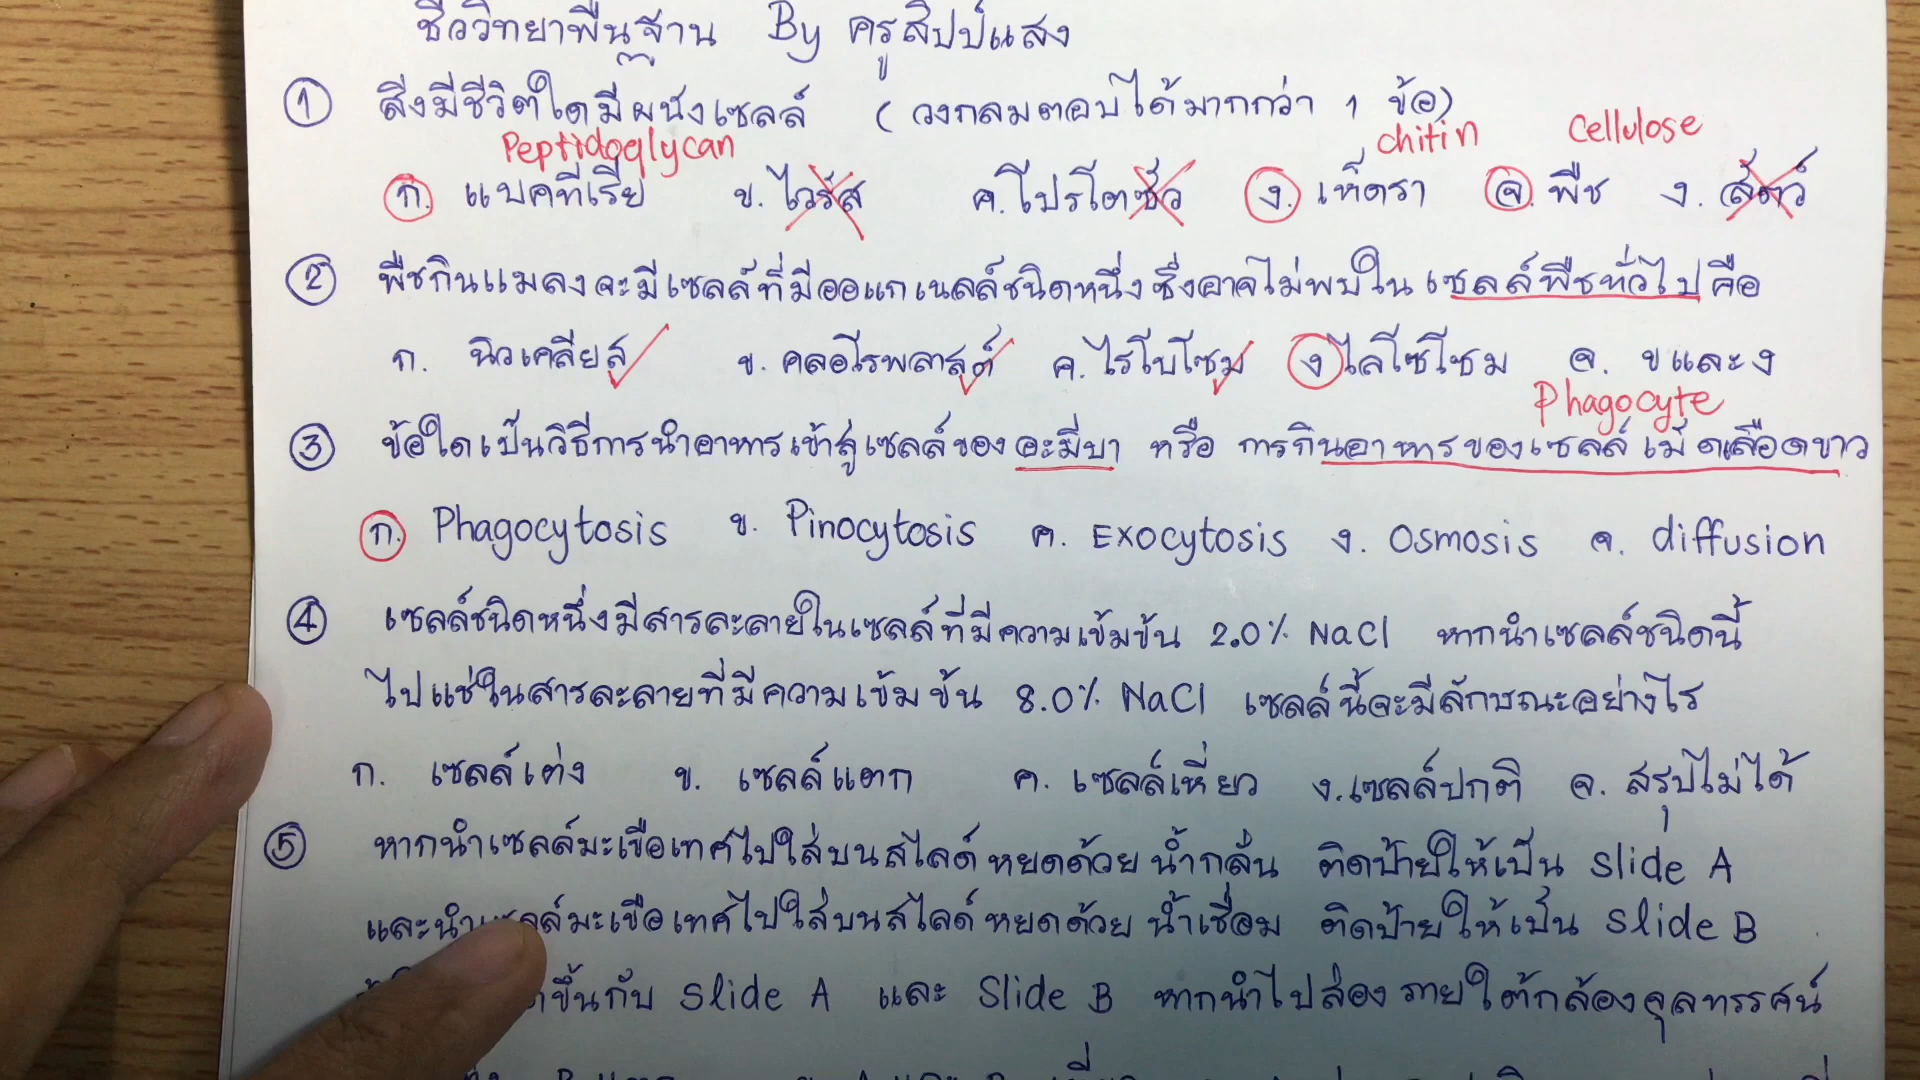 ชีววิทยาพื้นฐาน By ครูสิปป์แสง
① สิ่งมีชีวิตใดมีผนังเซลล์ (วงกลมตอบได้มากกว่า 1 ข้อ)
Peptidoglycan chitin Cellulose
ก. แบคทีเรีย ข. ไวรัส ค. โปรโตซัว ง. เห็ดรา จ. พืช ง. สัตว์
② พืชกินแมลงจะมีเซลล์ที่มีออแกเนลล์ชนิดหนึ่งซึ่งอาจไม่พบใน เซลล์พืชทั่วไปคือ
ก. นิวเคลียส ข. คลอโรพลาสต์ ค. ไรโบโซม ง ไลโซโซม จ. ข และ ง
Phagocyte
③ ข้อใดเป็นวิธีการนำอาหารเข้าสู่เซลล์ของ อะมีบา หรือ การกินอาหารของเซลล์เม็ดเลือดขาว
ก. Phagocytosis ข. Pinocytosis ค. Exocytosis ง. Osmosis จ. diffusion
④ เซลล์ชนิดหนึ่งมีสารละลายในเซลล์ที่มีความเข้มข้น 2.0% NaCl หากนำเซลล์ชนิดนี้
ไปแช่ในสารละลายที่มีความเข้มข้น 8.0% NaCl เซลล์นี้จะมีลักษณะอย่างไร
ก. เซลล์เต่ง ข. เซลล์แตก ค. เซลล์เหี่ยว ง. เซลล์ปกติ จ. สรุปไม่ได้
⑤ หากนำเซลล์มะเขือเทศไปใส่บนสไลด์ หยดด้วย น้ำกลั่น ติดป้ายให้เป็น Slide A
และนำเซลล์มะเขือเทศไปใส่บนสไลด์ หยดด้วย น้ำเชื่อม ติดป้ายให้เป็น Slide B
ขึ้นกับ Slide A และ Slide B หากนำไปส่อง ภายใต้กล้องจุลทรรศน์